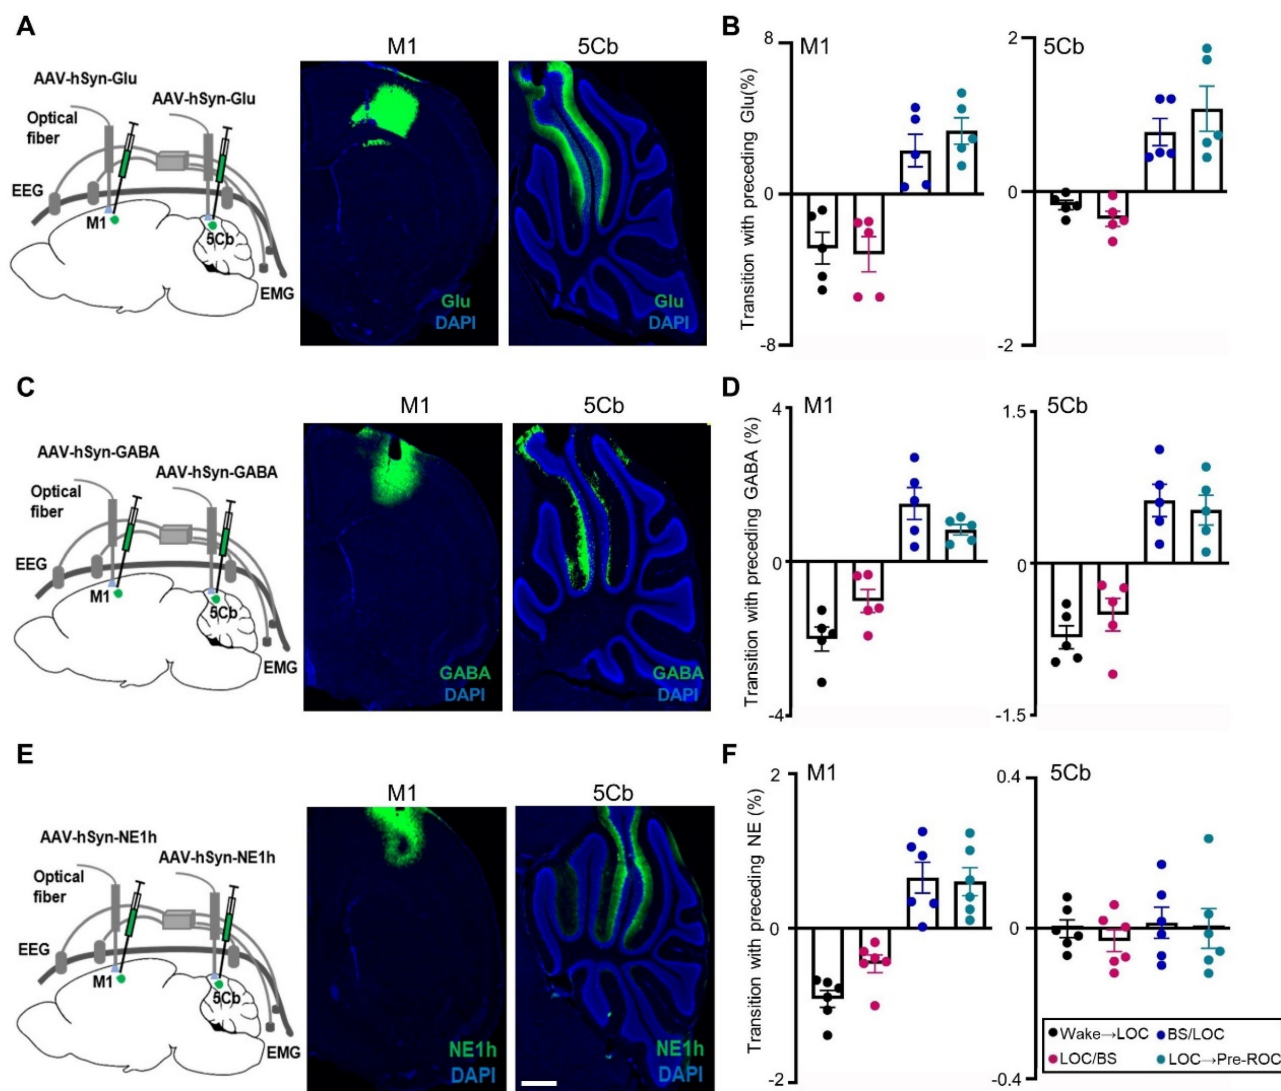 A
M1
5Cb
AAV-hSyn-Glu
AAV-hSyn-Glu
Optical
fiber
EEG
M1
5Cb
EMG
Glu
DAPI
Glu
DAPI
B
M1
5Cb
Transition with preceding Glu(%)
8
0
-8
2
0
-2
C
M1
5Cb
AAV-hSyn-GABA
AAV-hSyn-GABA
Optical
fiber
EEG
M1
5Cb
EMG
GABA
DAPI
GABA
DAPI
D
M1
5Cb
Transition with preceding GABA (%)
4
0
-4
1.5
0
-1.5
E
M1
5Cb
AAV-hSyn-NE1h
AAV-hSyn-NE1h
Optical
fiber
EEG
M1
5Cb
EMG
NE1h
DAPI
NE1h
DAPI
F
M1
5Cb
Transition with preceding NE (%)
2
0
-2
0.4
0
-0.4
Wake→LOC
BS/LOC
LOC/BS
LOC→Pre-ROC